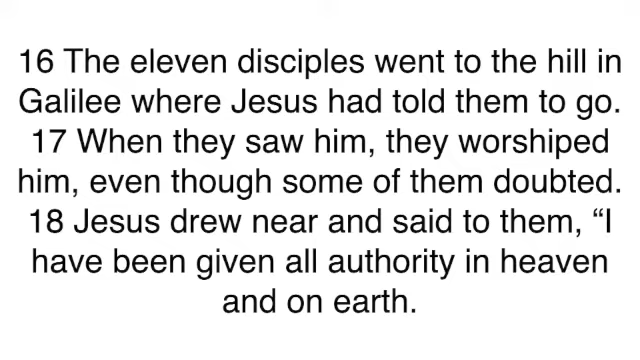 16 The eleven disciples went to the hill in
Galilee where Jesus had told them to go.
17 When they saw him, they worshiped
him, even though some of them doubted.
18 Jesus drew near and said to them, “I
have been given all authority in heaven
and on earth.